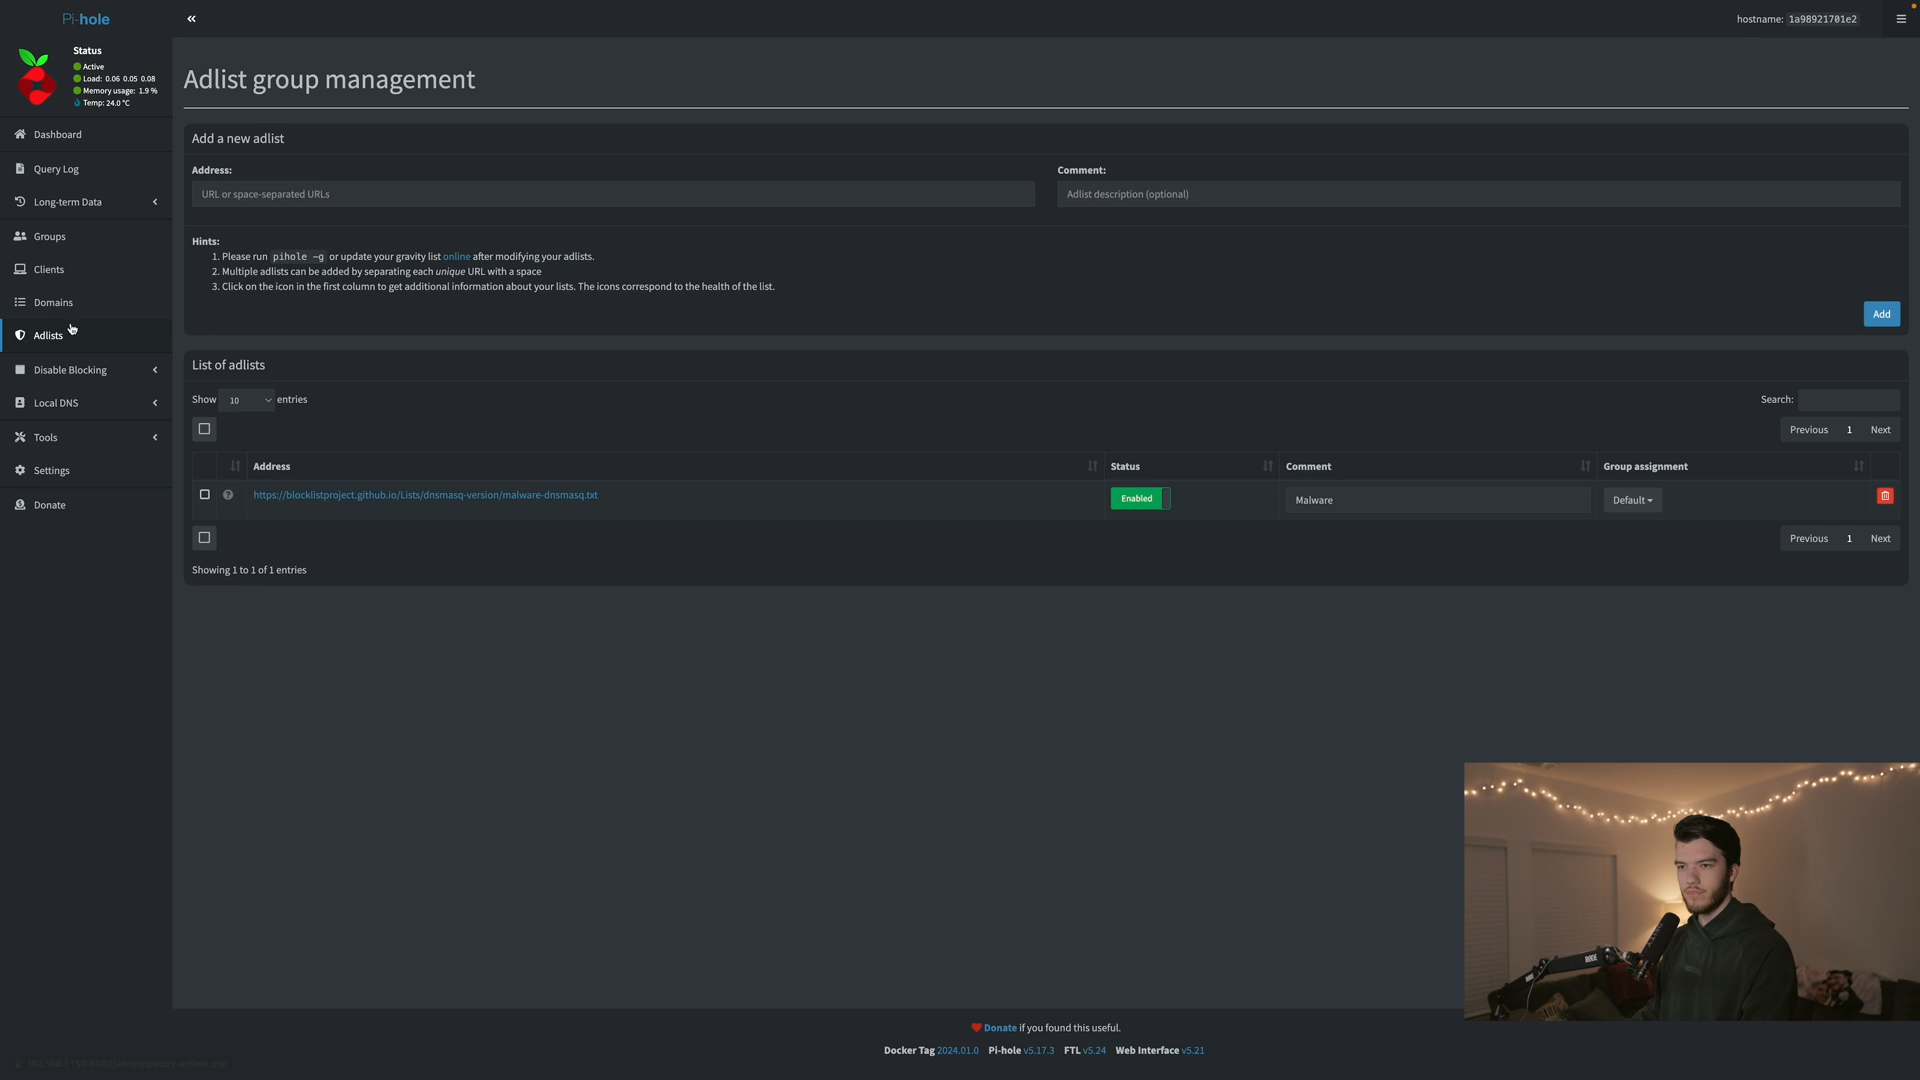 Pi-hole
hostname: 1a98921701e2
Status
Active
Load: 0.06 0.05 0.08
Memory usage: 1.9 %
Temp: 24.0 °C
Dashboard
Query Log
Long-term Data
Groups
Clients
Domains
Adlists
Disable Blocking
Local DNS
Tools
Settings
Donate
Adlist group management
Add a new adlist
Address: Comment:
URL or space-separated URLs Adlist description (optional)
Hints:
1. Please run pihole -g or update your gravity list online after modifying your adlists.
2. Multiple adlists can be added by separating each unique URL with a space
3. Click on the icon in the first column to get additional information about your lists. The icons correspond to the health of the list.
Add
List of adlists
Show 10 entries Search:
Previous 1 Next
Address Status Comment Group assignment
https://blocklistproject.github.io/Lists/dnsmasq-version/malware-dnsmasq.txt Enabled Malware Default
Previous 1 Next
Showing 1 to 1 of 1 entries
RØDE
Donate if you found this useful.
Docker Tag 2024.01.0 Pi-hole v5.17.3 FTL v5.24 Web Interface v5.21